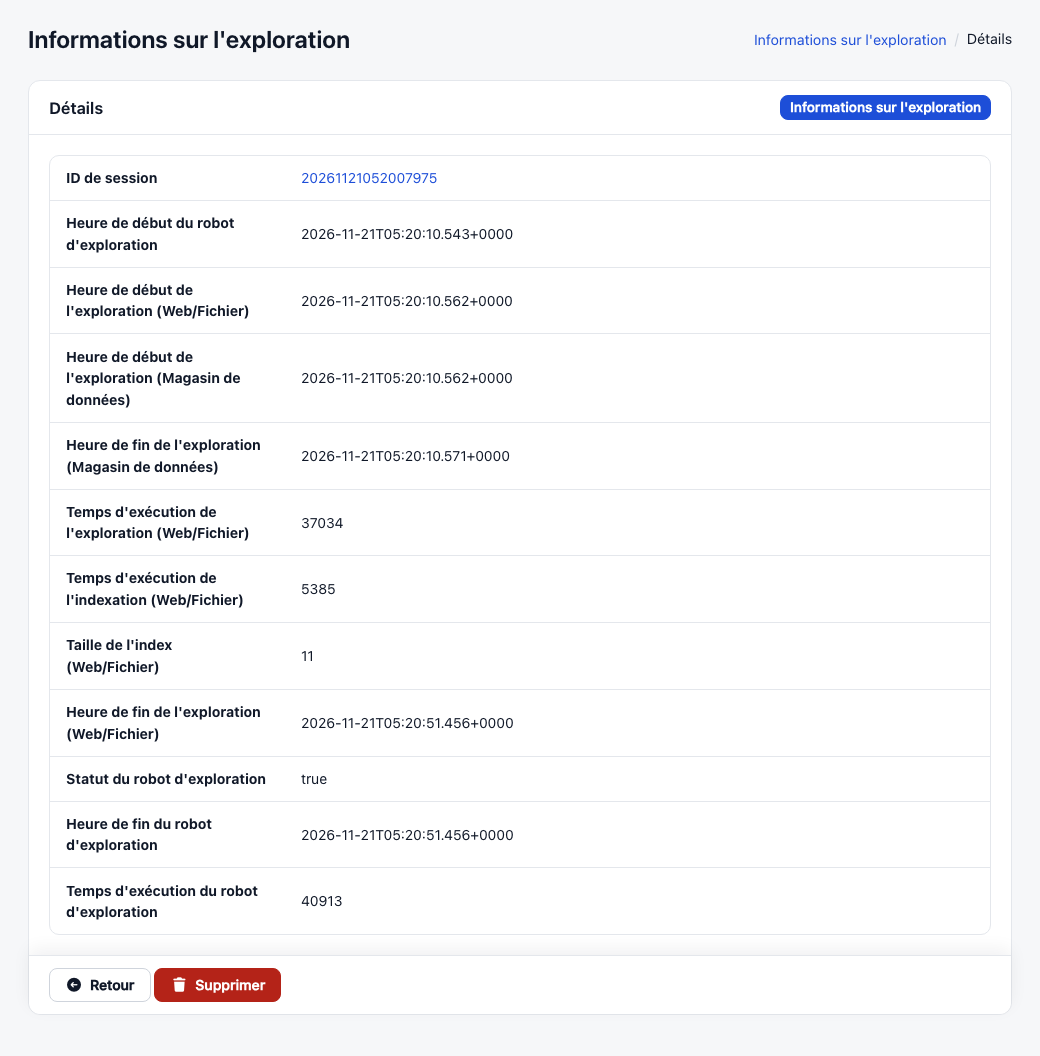 Informations sur l'exploration
Informations sur l'exploration / Détails
Détails
Informations sur l'exploration
ID de session
20261121052007975
Heure de début du robot
d'exploration
2026-11-21T05:20:10.543+0000
Heure de début de
l'exploration (Web/Fichier)
2026-11-21T05:20:10.562+0000
Heure de début de
l'exploration (Magasin de
données)
2026-11-21T05:20:10.562+0000
Heure de fin de l'exploration
(Magasin de données)
2026-11-21T05:20:10.571+0000
Temps d'exécution de
l'exploration (Web/Fichier)
37034
Temps d'exécution de
l'indexation (Web/Fichier)
5385
Taille de l'index
(Web/Fichier)
11
Heure de fin de l'exploration
(Web/Fichier)
2026-11-21T05:20:51.456+0000
Statut du robot d'exploration
true
Heure de fin du robot
d'exploration
2026-11-21T05:20:51.456+0000
Temps d'exécution du robot
d'exploration
40913
Retour
Supprimer